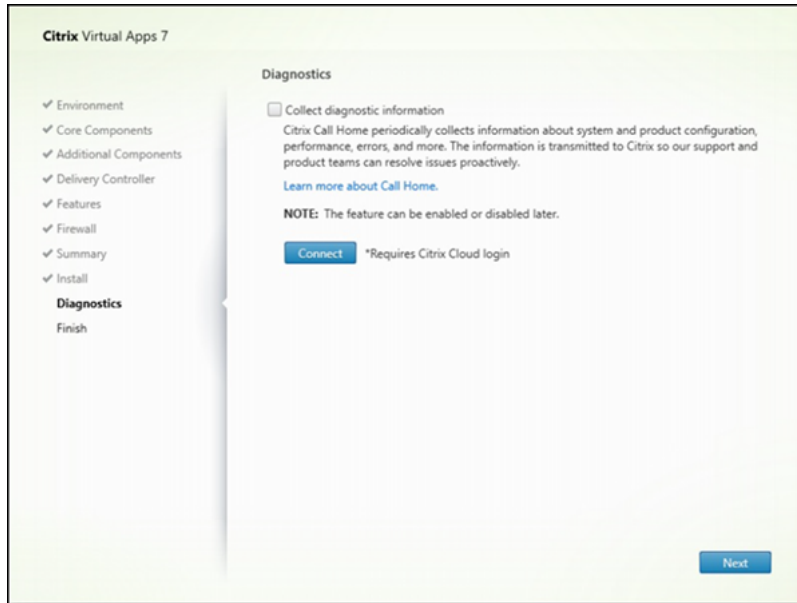 Citrix Virtual Apps 7
Diagnostics
✔ Environment
✔ Core Components
✔ Additional Components
✔ Delivery Controller
✔ Features
✔ Firewall
✔ Summary
✔ Install
Diagnostics
Finish
Collect diagnostic information
Citrix Call Home periodically collects information about system and product configuration,
performance, errors, and more. The information is transmitted to Citrix so our support and
product teams can resolve issues proactively.
Learn more about Call Home.
NOTE: The feature can be enabled or disabled later.
Connect *Requires Citrix Cloud login
Next